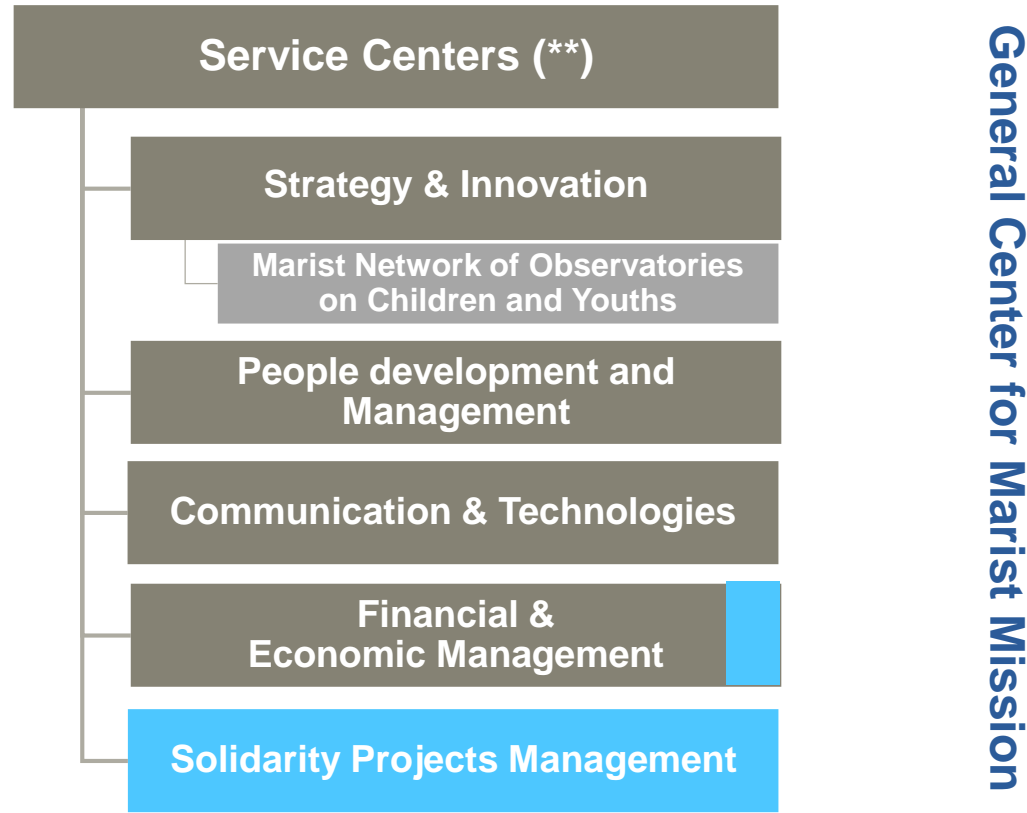 Service Centers (**)
Strategy & Innovation
Marist Network of Observatories
on Children and Youths
People development and
Management
Communication & Technologies
Financial &
Economic Management
Solidarity Projects Management
General Center for Marist Mission